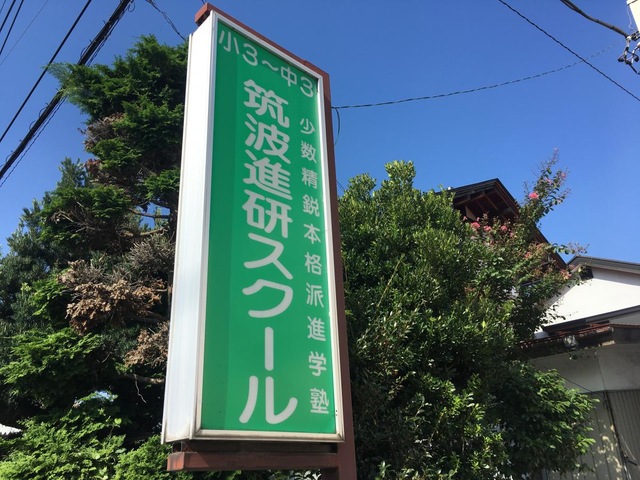 小3～中3
少数精鋭本格派進学塾
筑波進研スクール